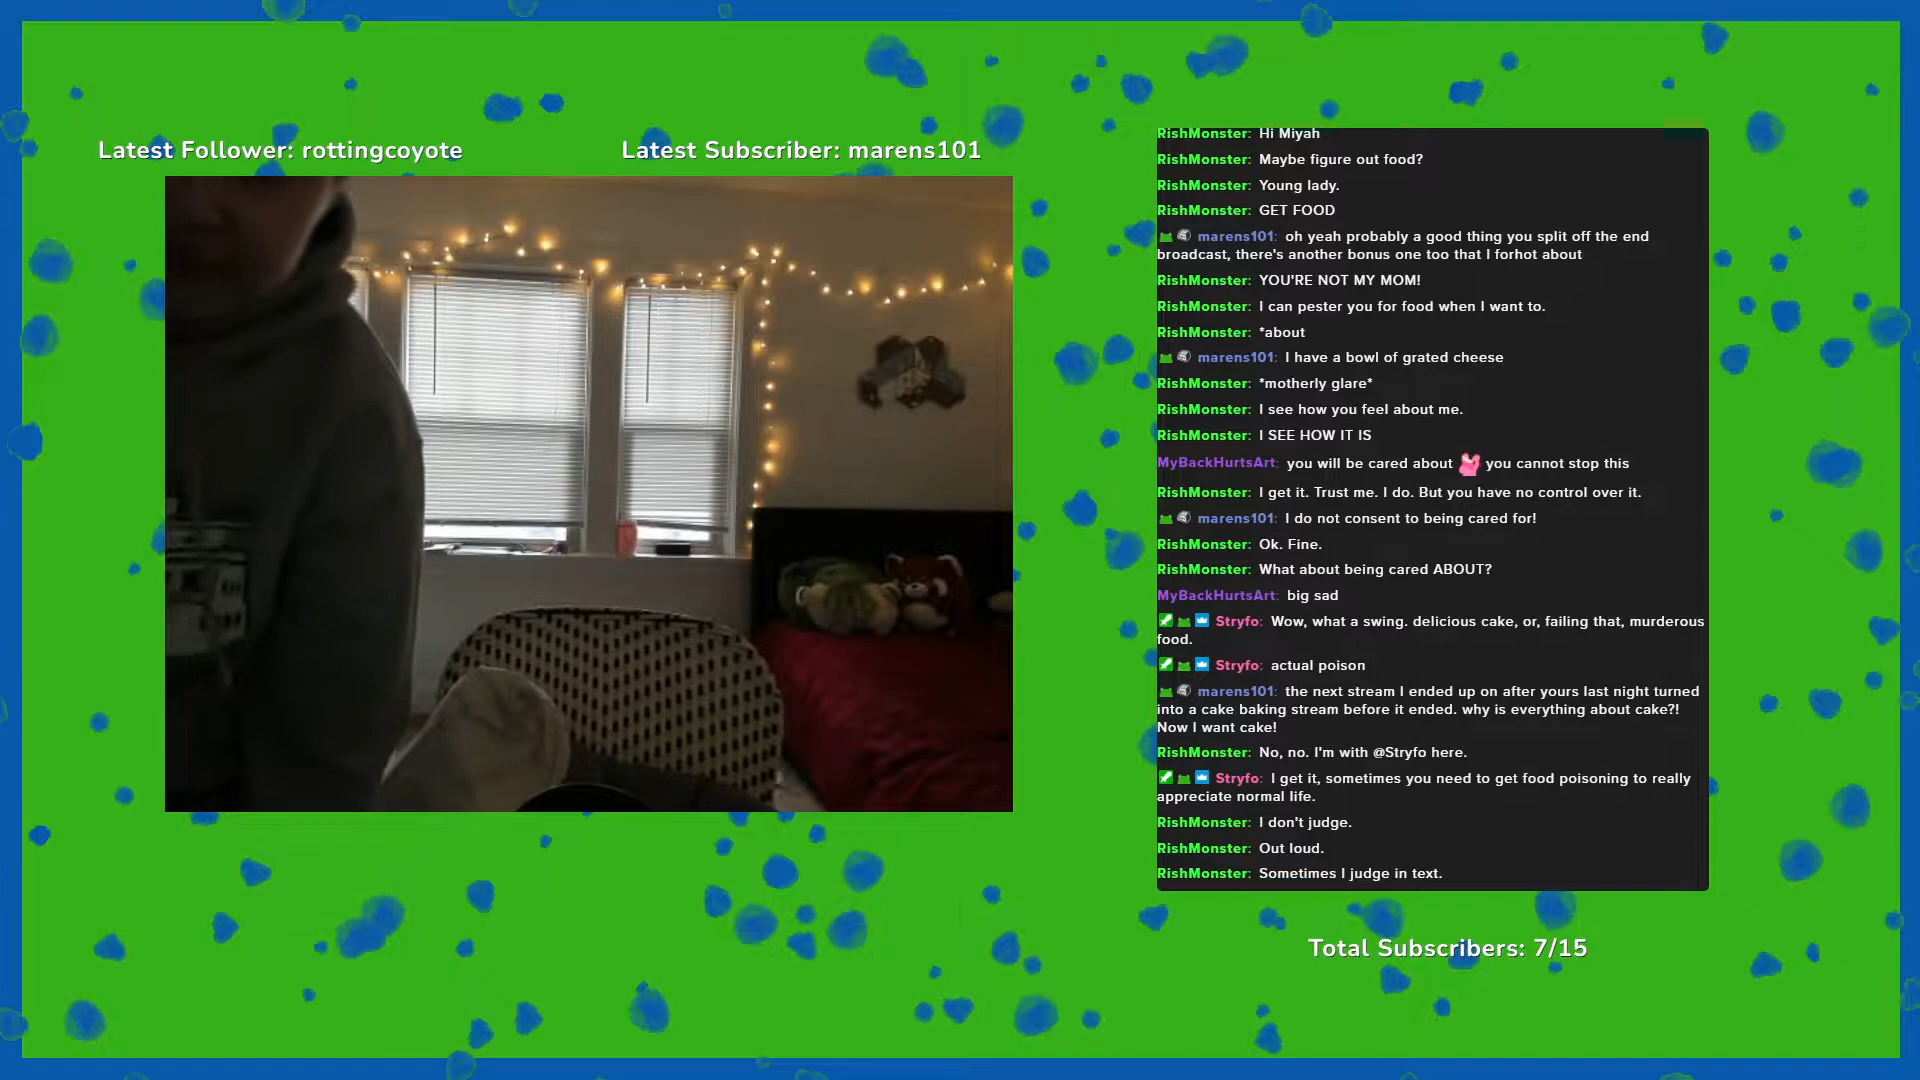 Latest Follower: rottingcoyote
Latest Subscriber: marens101
RishMonster: Hi Miyah
RishMonster: Maybe figure out food?
RishMonster: Young lady.
RishMonster: GET FOOD
marens101: oh yeah probably a good thing you split off the end
broadcast, there's another bonus one too that I forhot about
RishMonster: YOU'RE NOT MY MOM!
RishMonster: I can pester you for food when I want to.
RishMonster: *about
marens101: I have a bowl of grated cheese
RishMonster: *motherly glare*
RishMonster: I see how you feel about me.
RishMonster: I SEE HOW IT IS
MyBackHurtsArt: you will be cared about you cannot stop this
RishMonster: I get it. Trust me. I do. But you have no control over it.
marens101: I do not consent to being cared for!
RishMonster: Ok. Fine.
RishMonster: What about being cared ABOUT?
MyBackHurtsArt: big sad
Stryfo: Wow, what a swing. delicious cake, or, failing that, murderous
food.
Stryfo: actual poison
marens101: the next stream I ended up on after yours last night turned
into a cake baking stream before it ended. why is everything about cake?!
Now I want cake!
RishMonster: No, no. I'm with @Stryfo here.
Stryfo: I get it, sometimes you need to get food poisoning to really
appreciate normal life.
RishMonster: I don't judge.
RishMonster: Out loud.
RishMonster: Sometimes I judge in text.
Total Subscribers: 7/15